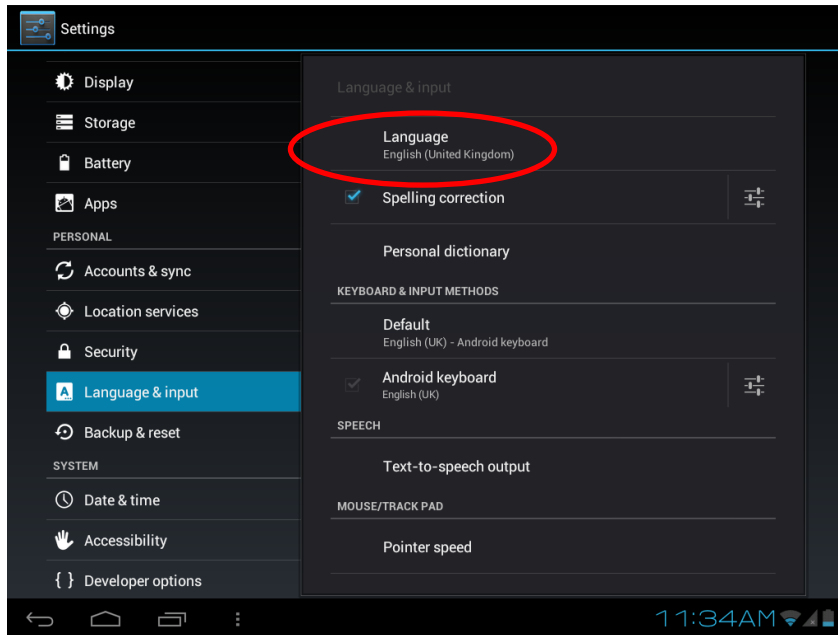 Settings
Display
Storage
Battery
Apps
PERSONAL
Accounts & sync
Location services
Security
Language & input
Backup & reset
SYSTEM
Date & time
Accessibility
{ } Developer options
Language & input
Language
English (United Kingdom)
Spelling correction
Personal dictionary
KEYBOARD & INPUT METHODS
Default
English (UK) - Android keyboard
Android keyboard
English (UK)
SPEECH
Text-to-speech output
MOUSE/TRACK PAD
Pointer speed
11:34AM